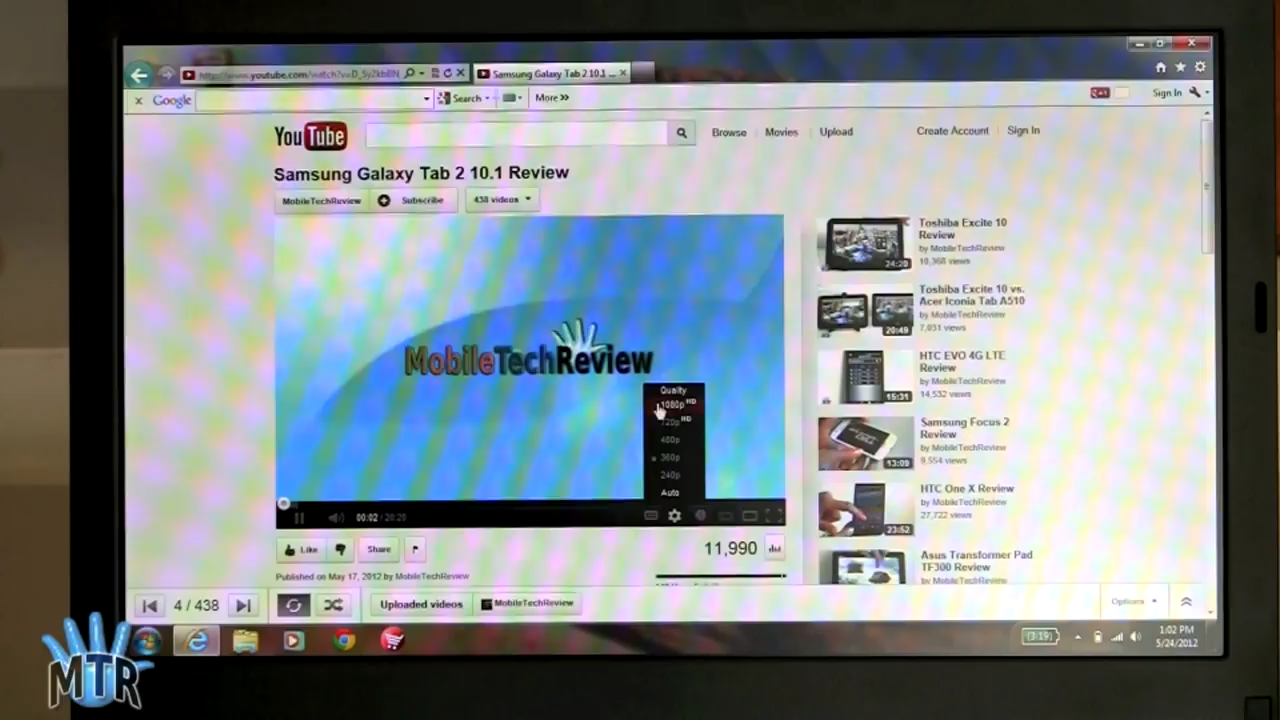 Samsung Galaxy Tab 2 10.1 ...
Google
Search
More >>
Sign In
YouTube
Browse
Movies
Upload
Create Account
Sign In
Samsung Galaxy Tab 2 10.1 Review
MobileTechReview
Subscribe
438 videos
MobileTechReview
Quality
1080p HD
720p HD
480p
360p
240p
Auto
00:02 / 20:20
Toshiba Excite 10
Review
by MobileTechReview
10,368 views
24:20
Toshiba Excite 10 vs.
Acer Iconia Tab A510
by MobileTechReview
7,031 views
20:49
HTC EVO 4G LTE
Review
by MobileTechReview
14,532 views
15:31
Samsung Focus 2
Review
by MobileTechReview
9,554 views
13:09
HTC One X Review
by MobileTechReview
27,722 views
23:52
Asus Transformer Pad
TF300 Review
by MobileTechReview
Like
Share
11,990
Published on May 17, 2012 by MobileTechReview
4 / 438
Uploaded videos
MobileTechReview
Options
(3:19)
1:02 PM
5/24/2012
MTR